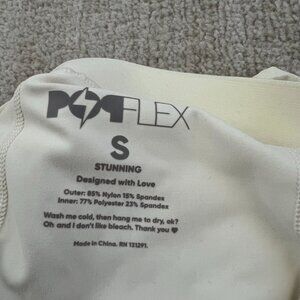 POPFLEX
S
STUNNING
Designed with Love
Outer: 85% Nylon 15% Spandex
Inner: 77% Polyester 23% Spandex
Wash me cold, then hang me to dry, ok?
Oh and I don't like bleach. Thank you ♥
Made in China. RN 131291.